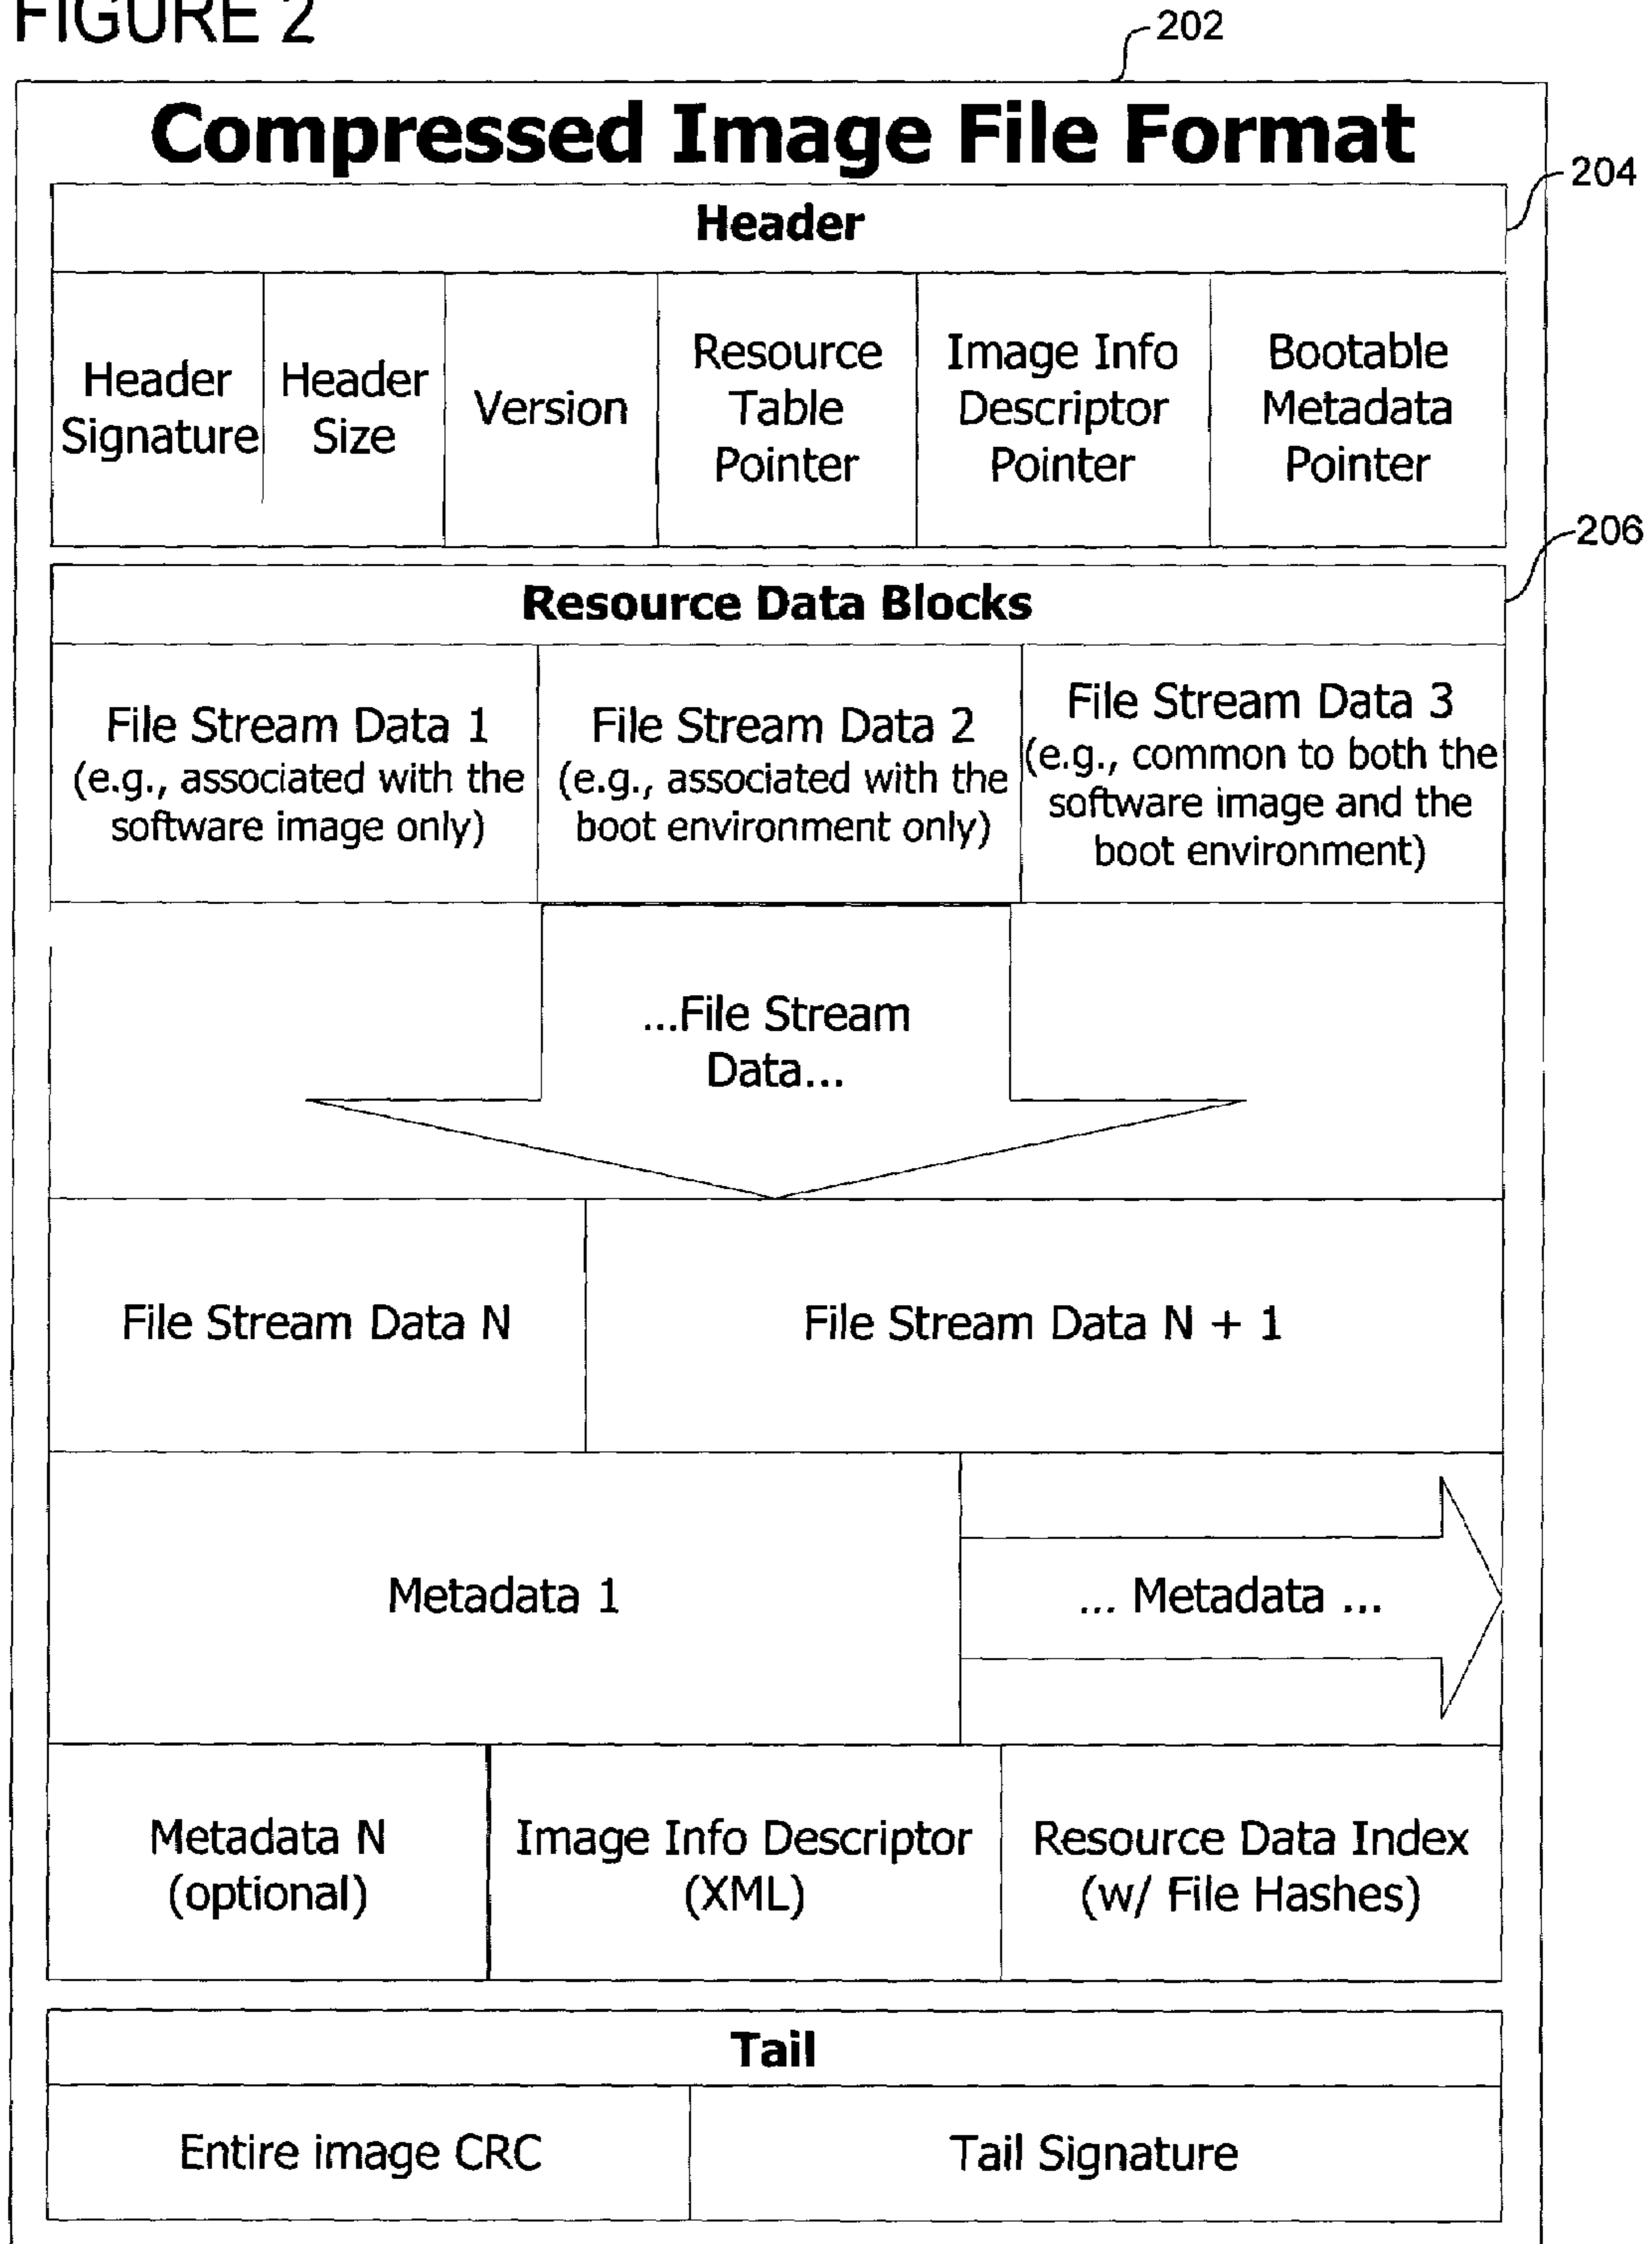 FIGURE 2
202
Compressed Image File Format
204
Header
Header
Signature
Header
Size
Version
Resource
Table
Pointer
Image Info
Descriptor
Pointer
Bootable
Metadata
Pointer
206
Resource Data Blocks
File Stream Data 1
(e.g., associated with the
software image only)
File Stream Data 2
(e.g., associated with the
boot environment only)
File Stream Data 3
(e.g., common to both the
software image and the
boot environment)
...File Stream
Data...
File Stream Data N
File Stream Data N + 1
Metadata 1
... Metadata ...
Metadata N
(optional)
Image Info Descriptor
(XML)
Resource Data Index
(w/ File Hashes)
Tail
Entire image CRC
Tail Signature